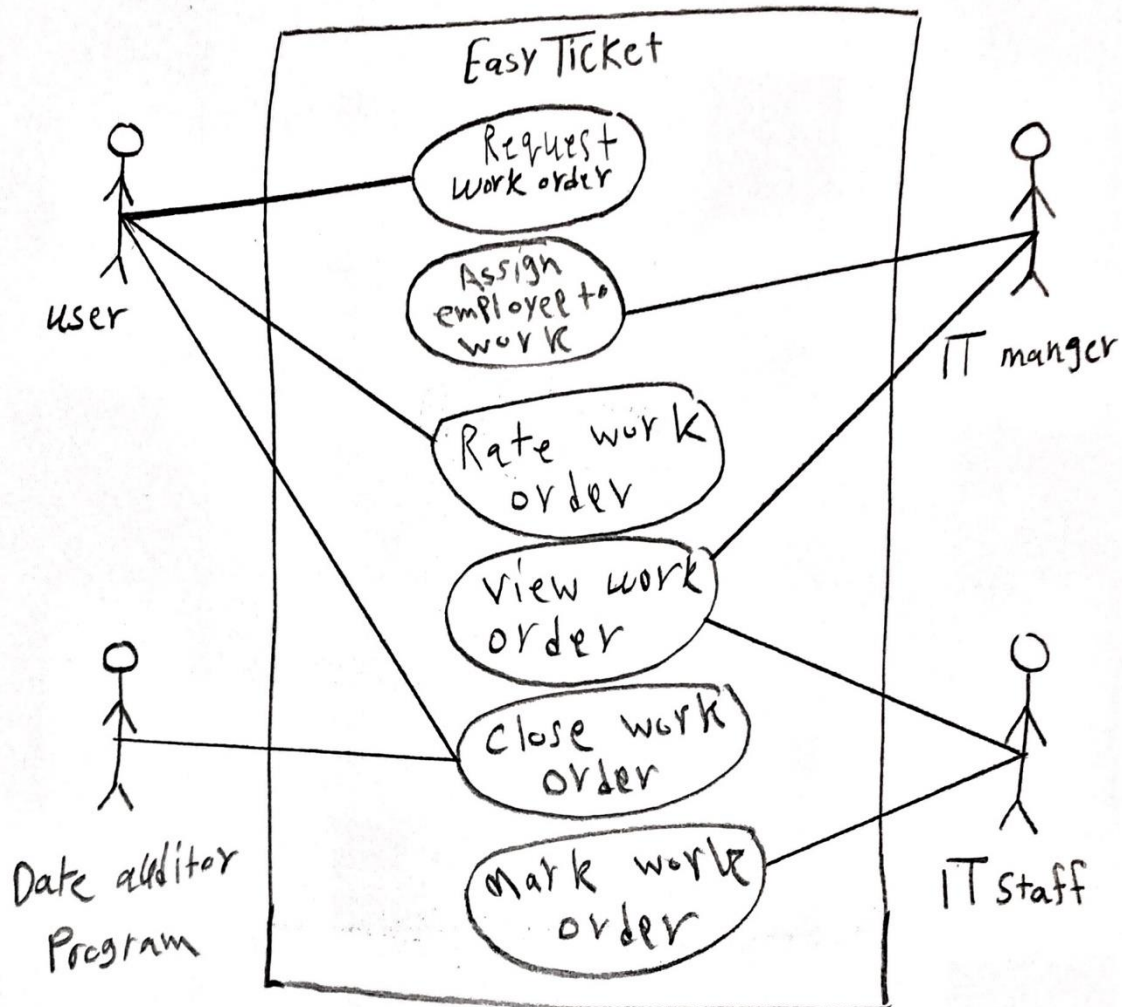 Easy Ticket
Request
work order
Assign
employee to
work
user
IT manger
Rate work
order
View work
order
Close work
order
Date auditor
Program
Mark work
order
IT staff